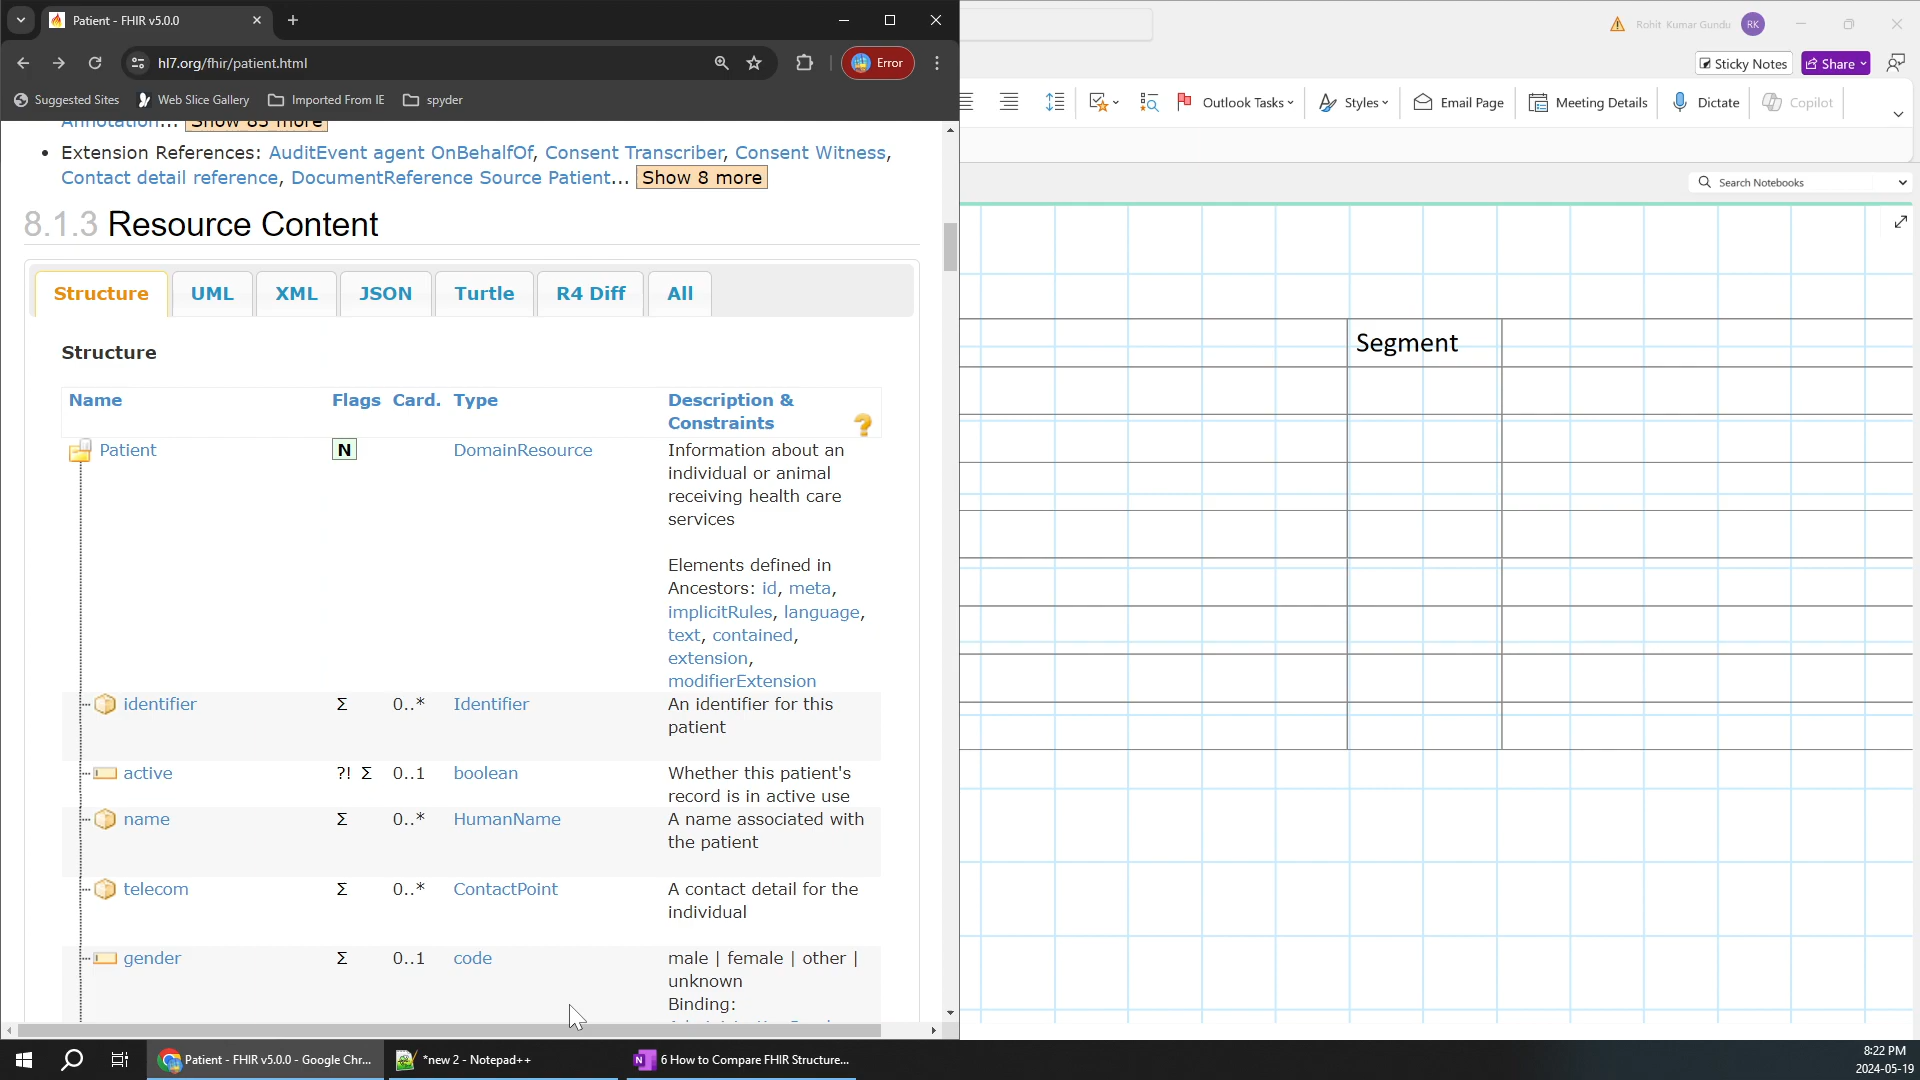 Patient - FHIR v5.0.0
Rohit Kumar Gundu
RK
hl7.org/fhir/patient.html
Error
Sticky Notes
Share
Suggested Sites
Web Slice Gallery
Imported From IE
spyder
Outlook Tasks
Styles
Email Page
Meeting Details
Dictate
Copilot
Annotation... Show 85 more
• Extension References: AuditEvent agent OnBehalfOf, Consent Transcriber, Consent Witness,
Contact detail reference, DocumentReference Source Patient... Show 8 more
Search Notebooks
8.1.3 Resource Content
Structure UML XML JSON Turtle R4 Diff All
Segment
Structure
Name Flags Card. Type Description &
Constraints
Patient N DomainResource Information about an
individual or animal
receiving health care
services
Elements defined in
Ancestors: id, meta,
implicitRules, language,
text, contained,
extension,
modifierExtension
identifier Σ 0..* Identifier An identifier for this
patient
active ?! Σ 0..1 boolean Whether this patient's
record is in active use
name Σ 0..* HumanName A name associated with
the patient
telecom Σ 0..* ContactPoint A contact detail for the
individual
gender Σ 0..1 code male | female | other |
unknown
Binding:
Patient - FHIR v5.0.0 - Google Chr...
*new 2 - Notepad++
6 How to Compare FHIR Structure...
8:22 PM
2024-05-19